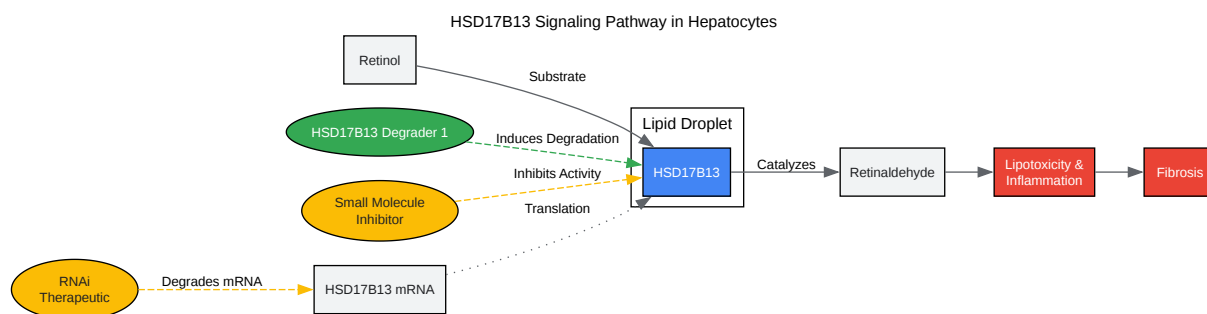 HSD17B13 Signaling Pathway in Hepatocytes
Retinol
Substrate
HSD17B13 Degrader 1
Induces Degradation
Lipid Droplet
HSD17B13
Catalyzes
Retinaldehyde
Lipotoxicity &
Inflammation
Fibrosis
Small Molecule
Inhibitor
Inhibits Activity
Translation
RNAi
Therapeutic
Degrades mRNA
HSD17B13 mRNA